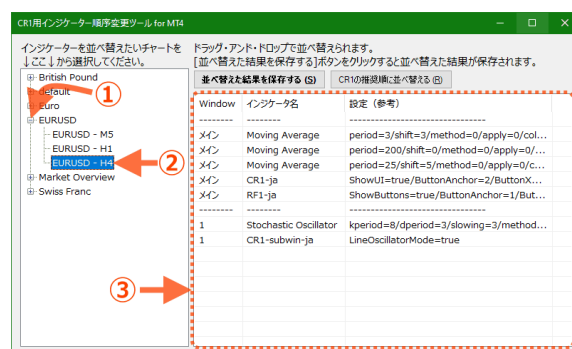 CR1用インジケーター順序変更ツール for MT4
インジケーターを並べ替えたいチャートを
↓ここ↓から選択してください。
ドラッグ・アンド・ドロップで並べ替えられます。
[並べ替えた結果を保存する]ボタンをクリックすると並べ替えた結果が保存されます。
並べ替えた結果を保存する (S)
CR1の推奨順に並べ替える (R)
British Pound
default
Euro
EURUSD
EURUSD - M5
EURUSD - H1
EURUSD - H4
Market Overview
Swiss Franc
①
②
③
Window インジケータ名 設定（参考）
-------- -------- --------------------------------
メイン Moving Average period=3/shift=3/method=0/apply=0/col...
メイン Moving Average period=200/shift=0/method=0/apply=0/...
メイン Moving Average period=25/shift=5/method=0/apply=0/c...
メイン CR1-ja ShowUI=true/ButtonAnchor=2/ButtonX...
メイン RF1-ja ShowButtons=true/ButtonAnchor=1/But...
-------- -------- --------------------------------
1 Stochastic Oscillator kperiod=8/dperiod=3/slowing=3/method...
1 CR1-subwin-ja LineOscillatorMode=true